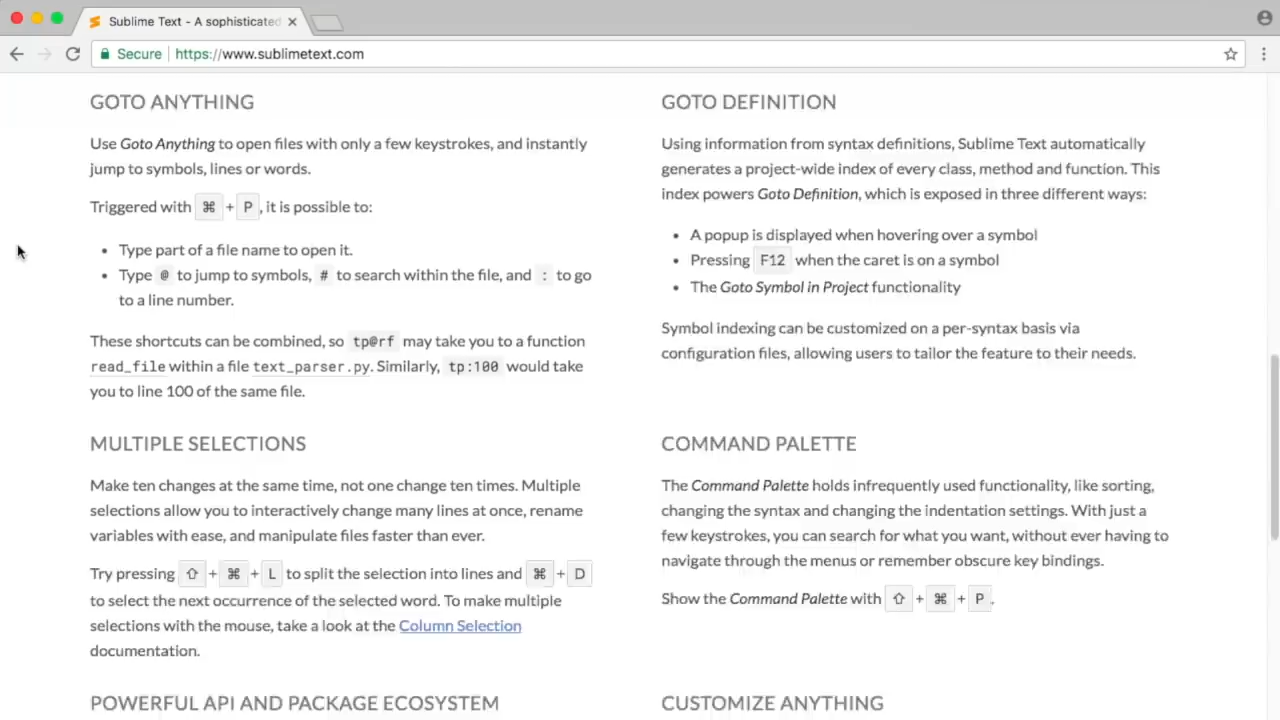 Sublime Text - A sophisticated
Secure https://www.sublimetext.com
GOTO ANYTHING
Use Goto Anything to open files with only a few keystrokes, and instantly
jump to symbols, lines or words.
Triggered with ⌘ + P, it is possible to:
• Type part of a file name to open it.
• Type @ to jump to symbols, # to search within the file, and : to go
to a line number.
These shortcuts can be combined, so tp@rf may take you to a function
read_file within a file text_parser.py. Similarly, tp:100 would take
you to line 100 of the same file.
GOTO DEFINITION
Using information from syntax definitions, Sublime Text automatically
generates a project-wide index of every class, method and function. This
index powers Goto Definition, which is exposed in three different ways:
• A popup is displayed when hovering over a symbol
• Pressing F12 when the caret is on a symbol
• The Goto Symbol in Project functionality
Symbol indexing can be customized on a per-syntax basis via
configuration files, allowing users to tailor the feature to their needs.
MULTIPLE SELECTIONS
Make ten changes at the same time, not one change ten times. Multiple
selections allow you to interactively change many lines at once, rename
variables with ease, and manipulate files faster than ever.
Try pressing ⇧ + ⌘ + L to split the selection into lines and ⌘ + D
to select the next occurrence of the selected word. To make multiple
selections with the mouse, take a look at the Column Selection
documentation.
COMMAND PALETTE
The Command Palette holds infrequently used functionality, like sorting,
changing the syntax and changing the indentation settings. With just a
few keystrokes, you can search for what you want, without ever having to
navigate through the menus or remember obscure key bindings.
Show the Command Palette with ⇧ + ⌘ + P.
POWERFUL API AND PACKAGE ECOSYSTEM
CUSTOMIZE ANYTHING